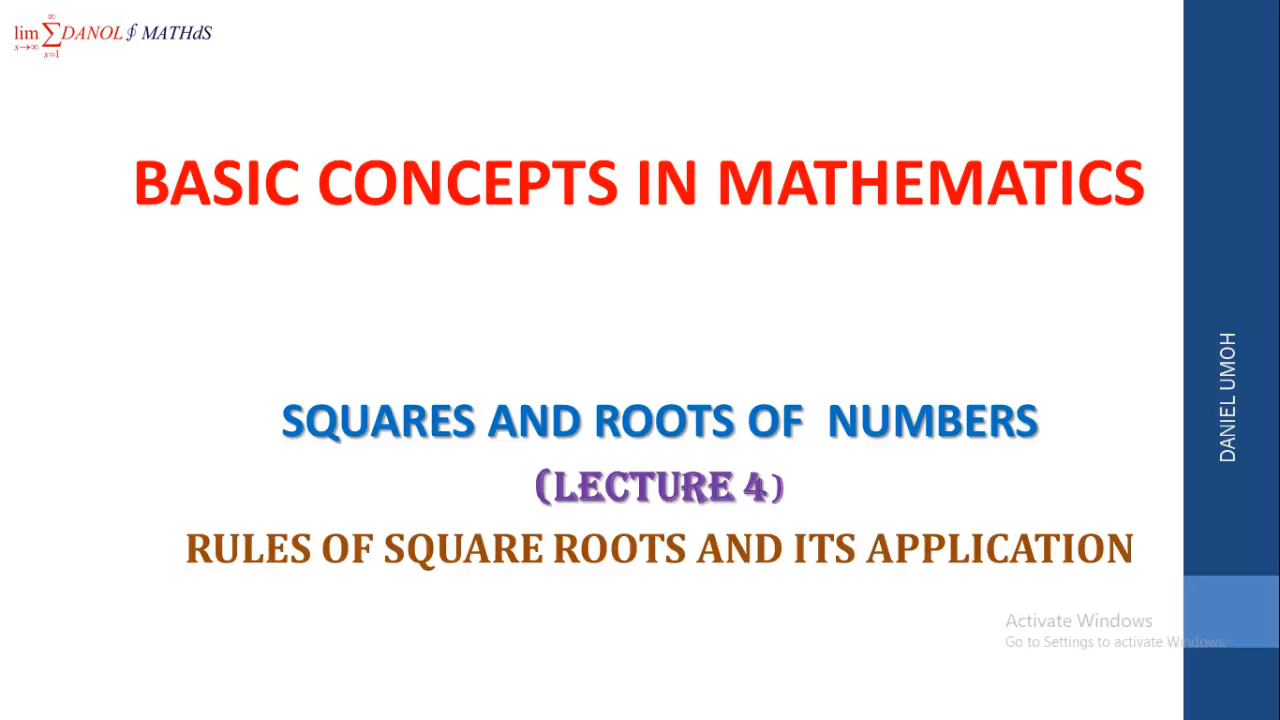 lim s→∞ ∞ ∑ s=1 DANOL ∮ MATHdS
BASIC CONCEPTS IN MATHEMATICS
SQUARES AND ROOTS OF NUMBERS
(LECTURE 4)
RULES OF SQUARE ROOTS AND ITS APPLICATION
DANIEL UMOH
Activate Windows
Go to Settings to activate Windows.